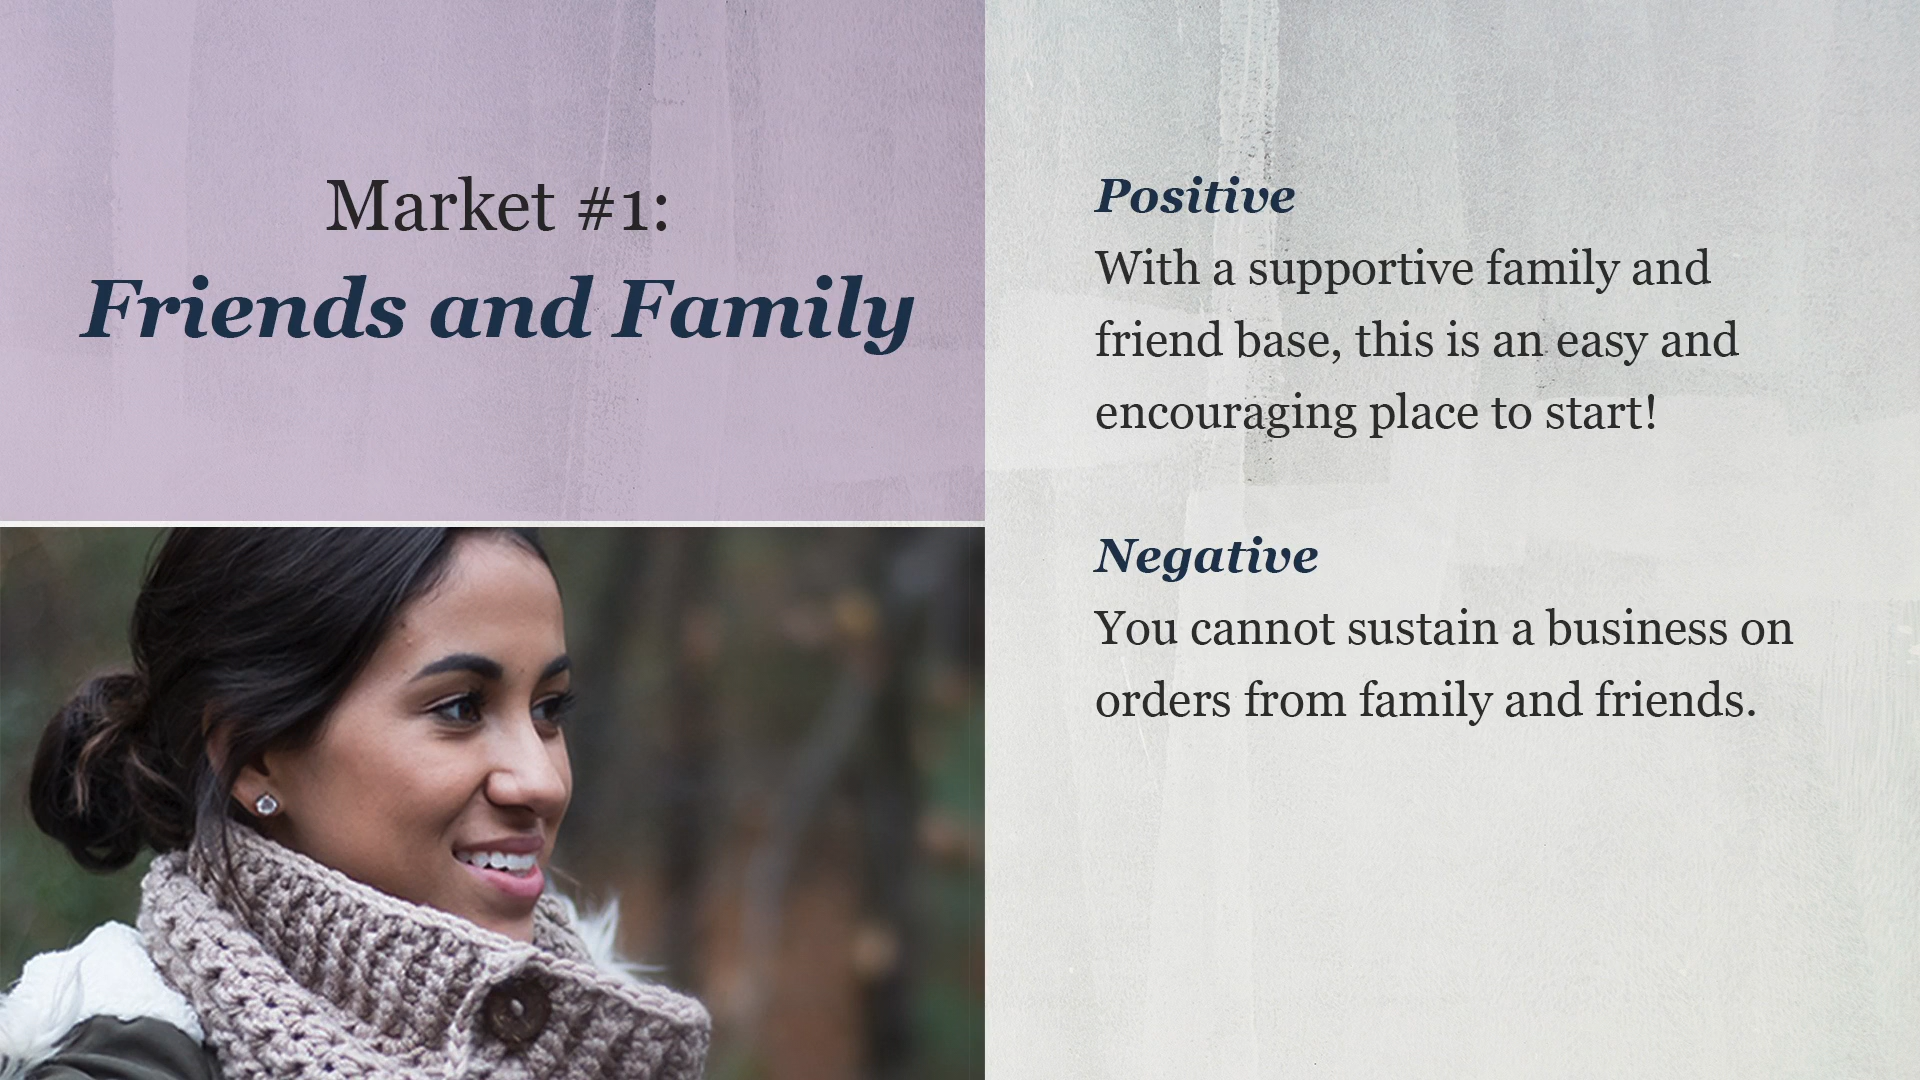 Market #1:
Friends and Family
Positive
With a supportive family and
friend base, this is an easy and
encouraging place to start!
Negative
You cannot sustain a business on
orders from family and friends.